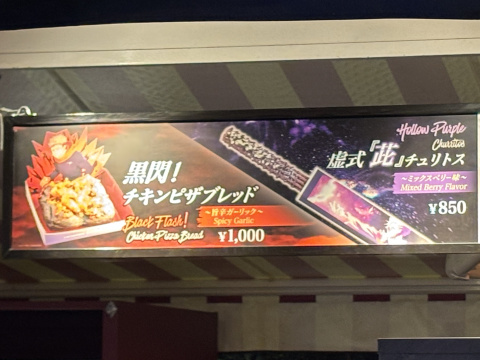 黒閃!
チキンピザブレッド
~旨辛ガーリック~
Spicy Garlic
Black Flash!
Chicken Pizza Bread
¥1,000
Hollow Purple
Churritos
虚式『茈』チュリトス
~ミックスベリー味~
Mixed Berry Flavor
¥850